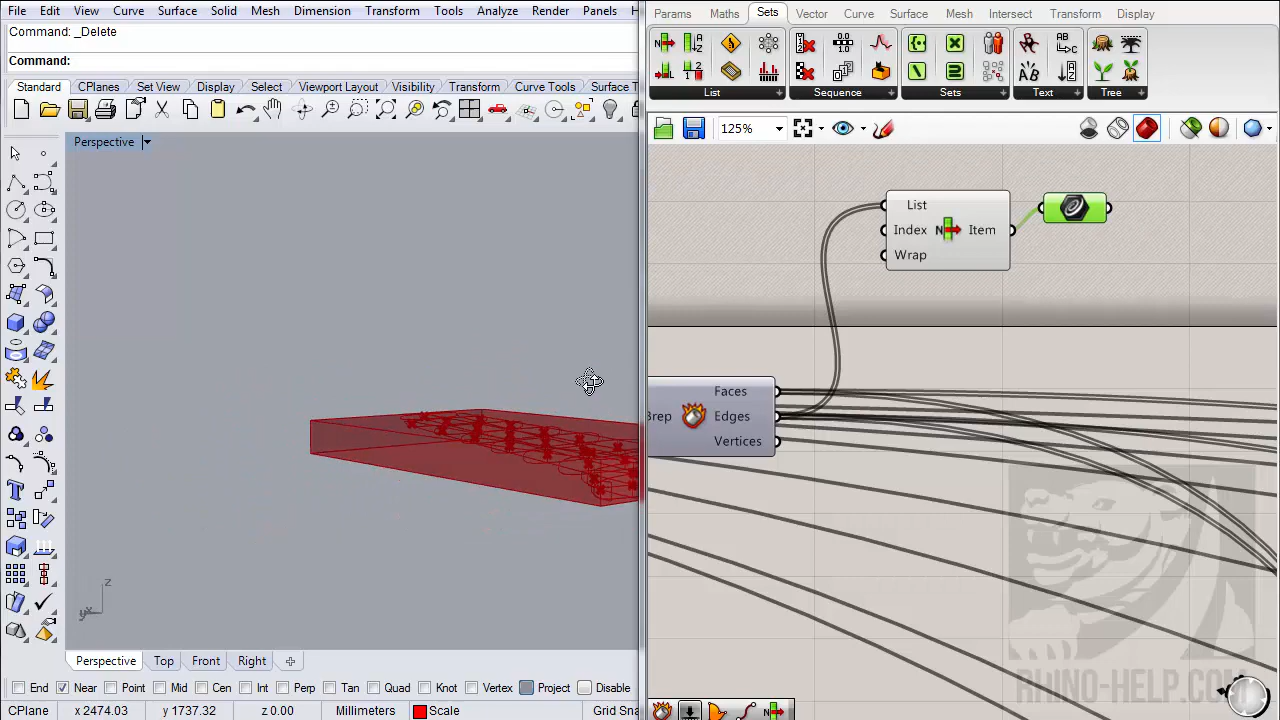 File Edit View Curve Surface Solid Mesh Dimension Transform Tools Analyze Render Panels H
Command: _Delete
Command:
Standard CPlanes Set View Display Select Viewport Layout Visibility Transform Curve Tools Surface T
Perspective
z
y x
Perspective Top Front Right
End Near Point Mid Cen Int Perp Tan Quad Knot Vertex Project Disable
CPlane x 2474.03 y 1737.32 z 0.00 Millimeters Scale Grid Sna
Params Maths Sets Vector Curve Surface Mesh Intersect Transform Display
List Sequence Sets Text Tree
125%
List
Index Item
Wrap
Faces
Brep Edges
Vertices
RHINO-HELP.COM